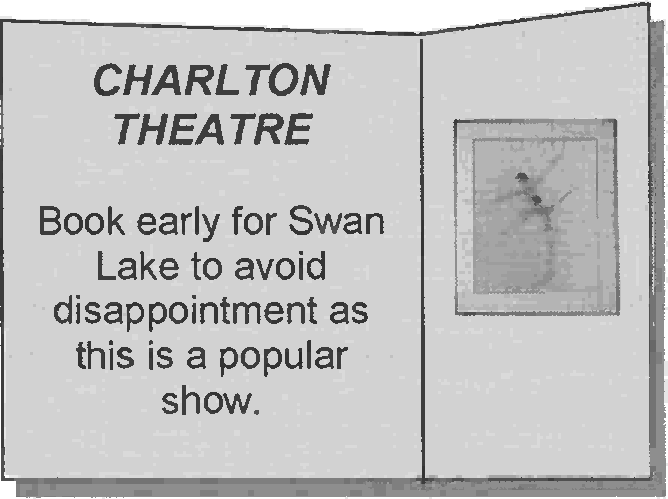 CHARLTON
THEATRE
Book early for Swan
Lake to avoid
disappointment as
this is a popular
show.